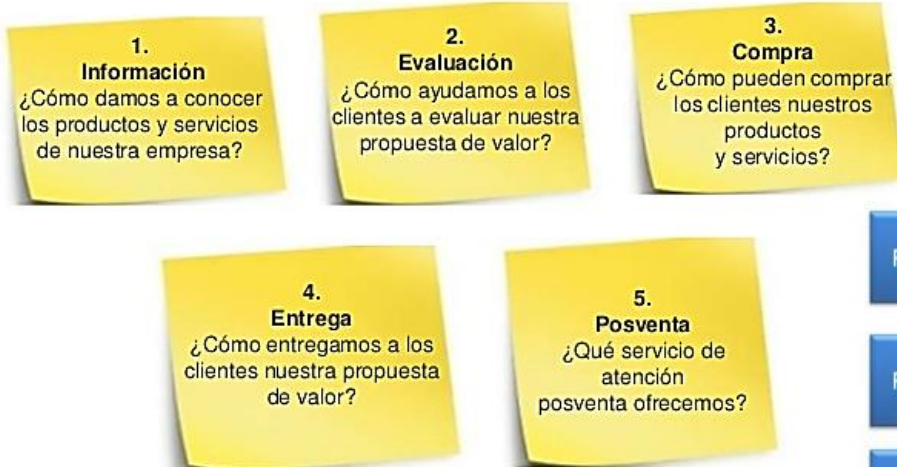 1.
Información
¿Cómo damos a conocer
los productos y servicios
de nuestra empresa?
2.
Evaluación
¿Cómo ayudamos a los
clientes a evaluar nuestra
propuesta de valor?
3.
Compra
¿Cómo pueden comprar
los clientes nuestros
productos
y servicios?
4.
Entrega
¿Cómo entregamos a los
clientes nuestra propuesta
de valor?
5.
Posventa
¿Qué servicio de
atención
posventa ofrecemos?